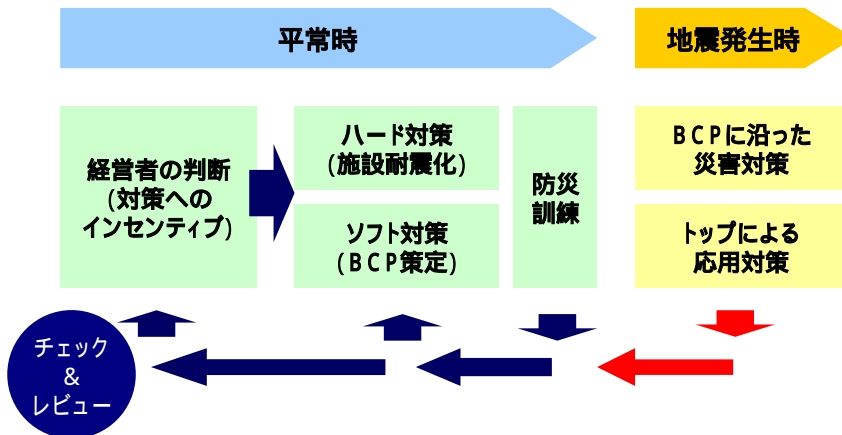 平常時
地震発生時
経営者の判断
(対策への
インセンティブ)
ハード対策
(施設耐震化)
ソフト対策
(BCP策定)
防災
訓練
BCPに沿った
災害対策
トップによる
応用対策
チェック
&
レビュー